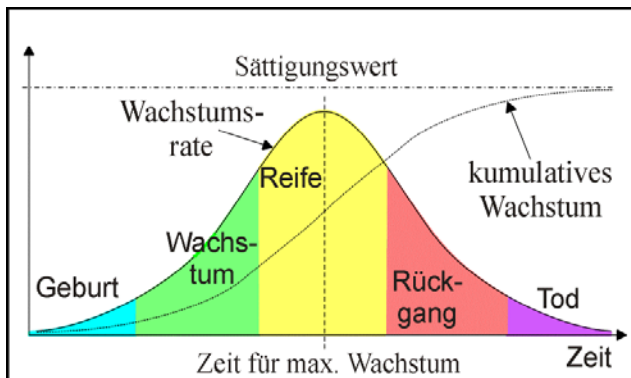 Sättigungswert
Wachstums-
rate
Reife
kumulatives
Wachstum
Wachs-
tum
Geburt
Rück-
gang
Tod
Zeit für max. Wachstum
Zeit